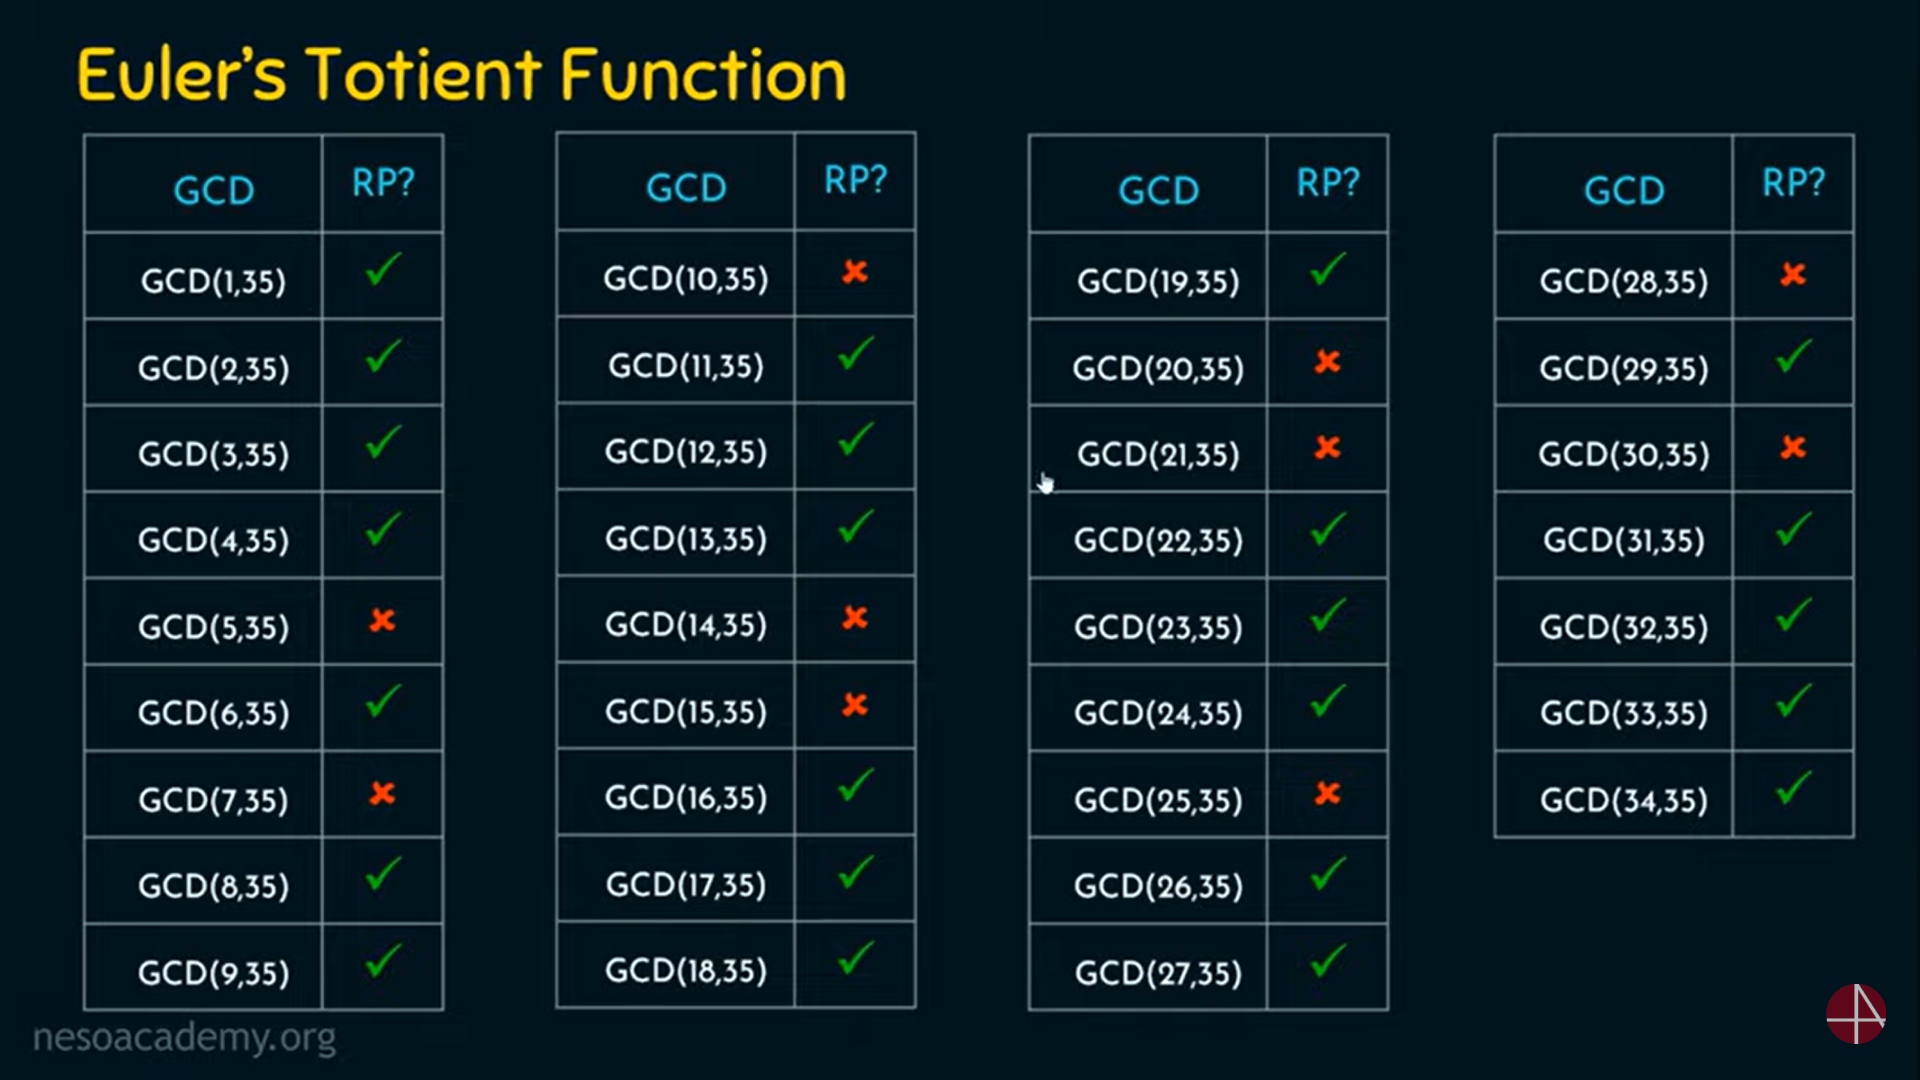 Euler's Totient Function
GCD RP?
GCD(1,35) ✓
GCD(2,35) ✓
GCD(3,35) ✓
GCD(4,35) ✓
GCD(5,35) ✘
GCD(6,35) ✓
GCD(7,35) ✘
GCD(8,35) ✓
GCD(9,35) ✓
GCD RP?
GCD(10,35) ✘
GCD(11,35) ✓
GCD(12,35) ✓
GCD(13,35) ✓
GCD(14,35) ✘
GCD(15,35) ✘
GCD(16,35) ✓
GCD(17,35) ✓
GCD(18,35) ✓
GCD RP?
GCD(19,35) ✓
GCD(20,35) ✘
GCD(21,35) ✘
GCD(22,35) ✓
GCD(23,35) ✓
GCD(24,35) ✓
GCD(25,35) ✘
GCD(26,35) ✓
GCD(27,35) ✓
GCD RP?
GCD(28,35) ✘
GCD(29,35) ✓
GCD(30,35) ✘
GCD(31,35) ✓
GCD(32,35) ✓
GCD(33,35) ✓
GCD(34,35) ✓
nesoacademy.org